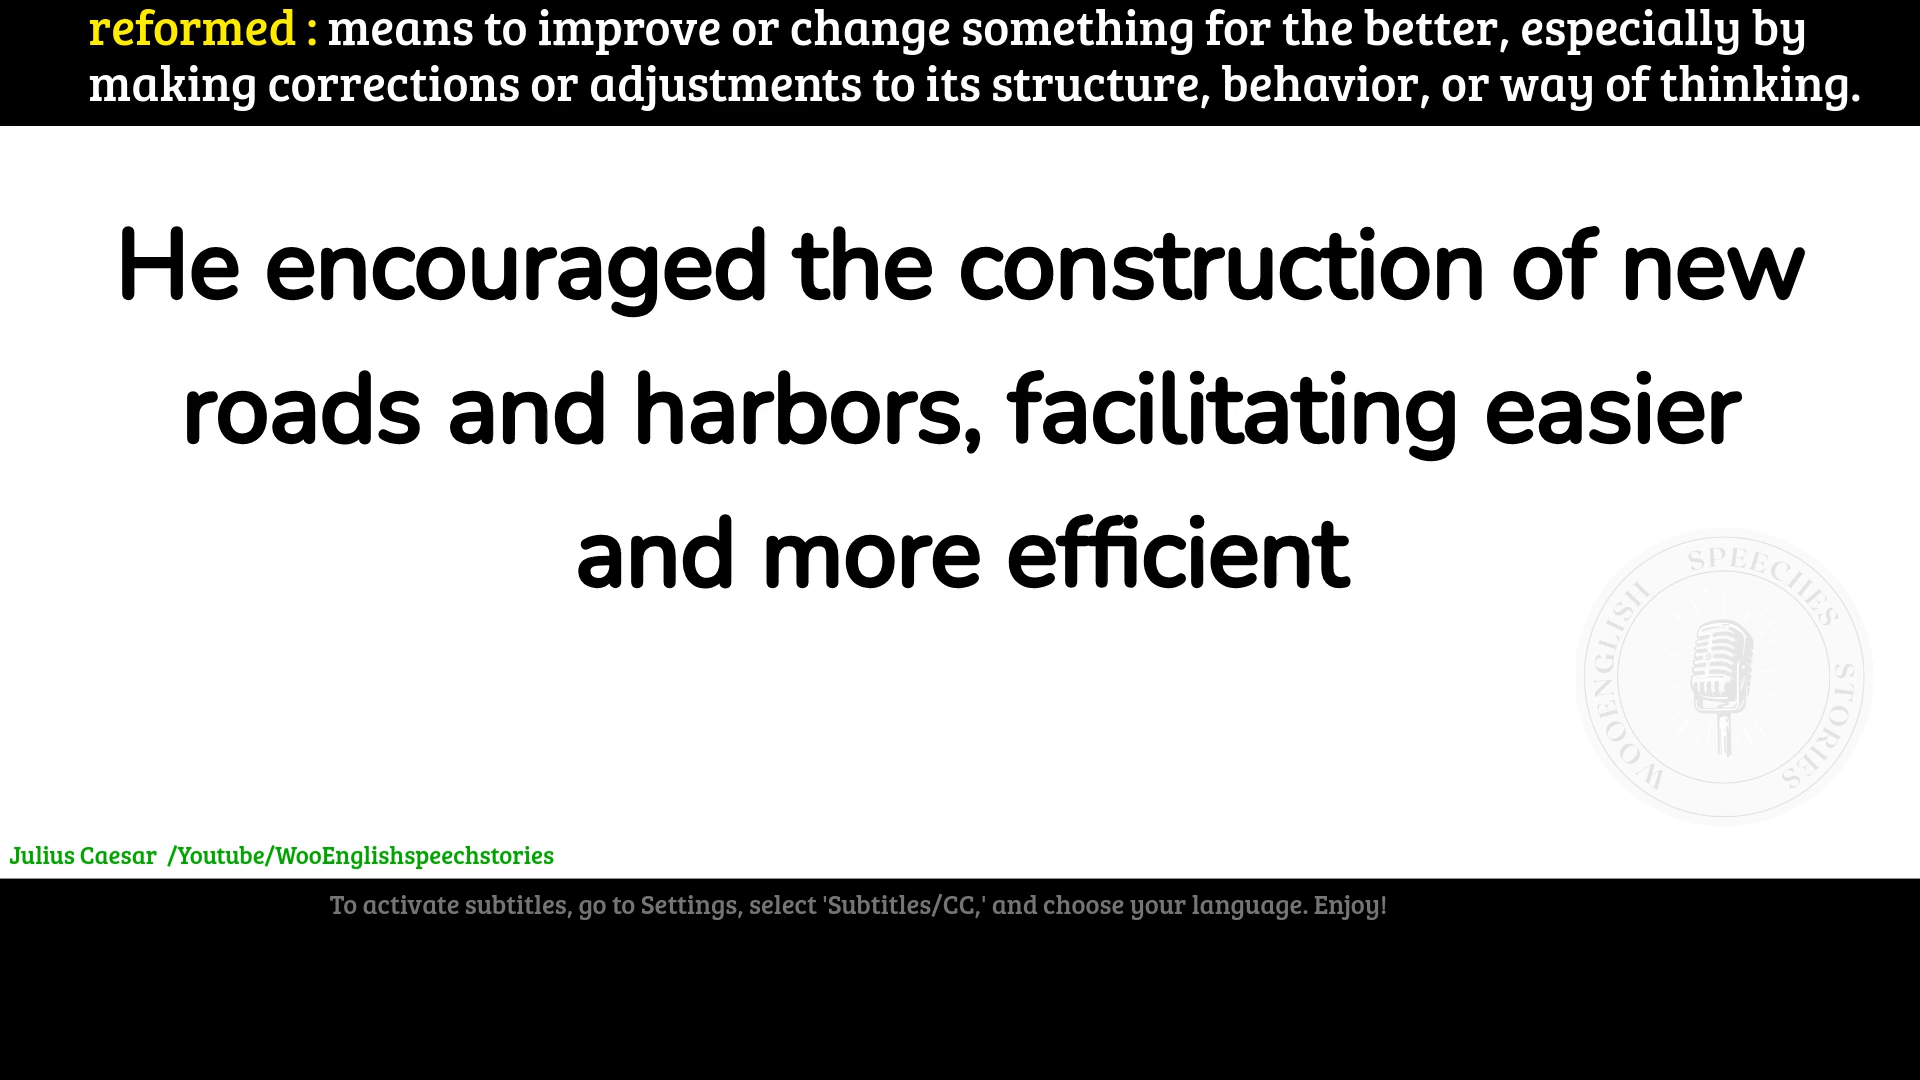 reformed : means to improve or change something for the better, especially by
making corrections or adjustments to its structure, behavior, or way of thinking.
He encouraged the construction of new
roads and harbors, facilitating easier
and more efficient
WOOENGLISH SPEECHES STORIES
Julius Caesar /Youtube/WooEnglishspeechstories
To activate subtitles, go to Settings, select 'Subtitles/CC,' and choose your language. Enjoy!